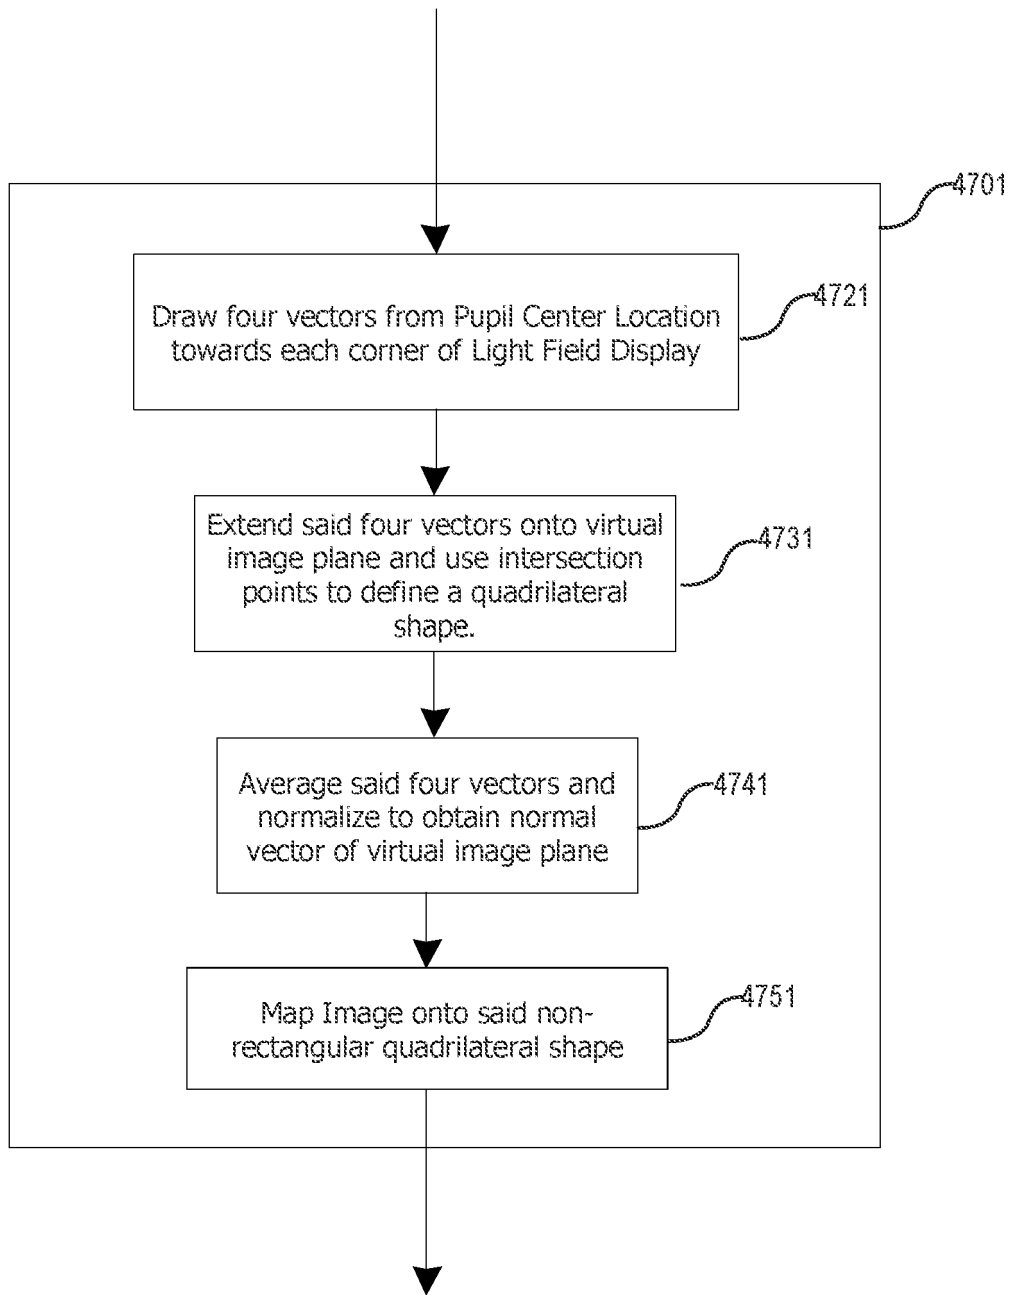 4701
4721
Draw four vectors from Pupil Center Location
towards each corner of Light Field Display
4731
Extend said four vectors onto virtual
image plane and use intersection
points to define a quadrilateral
shape.
4741
Average said four vectors and
normalize to obtain normal
vector of virtual image plane
4751
Map Image onto said non-
rectangular quadrilateral shape